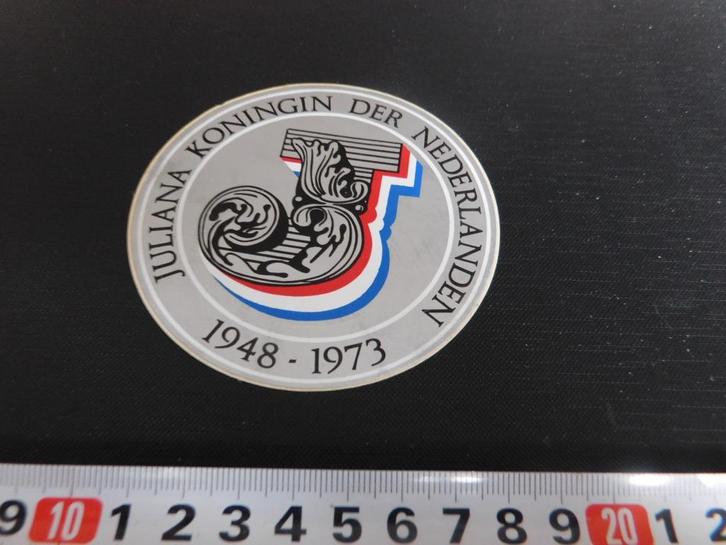 JULIANA KONINGIN DER NEDERLANDEN
J
1948 - 1973
9 10 1 2 3 4 5 6 7 8 9 20 1 2